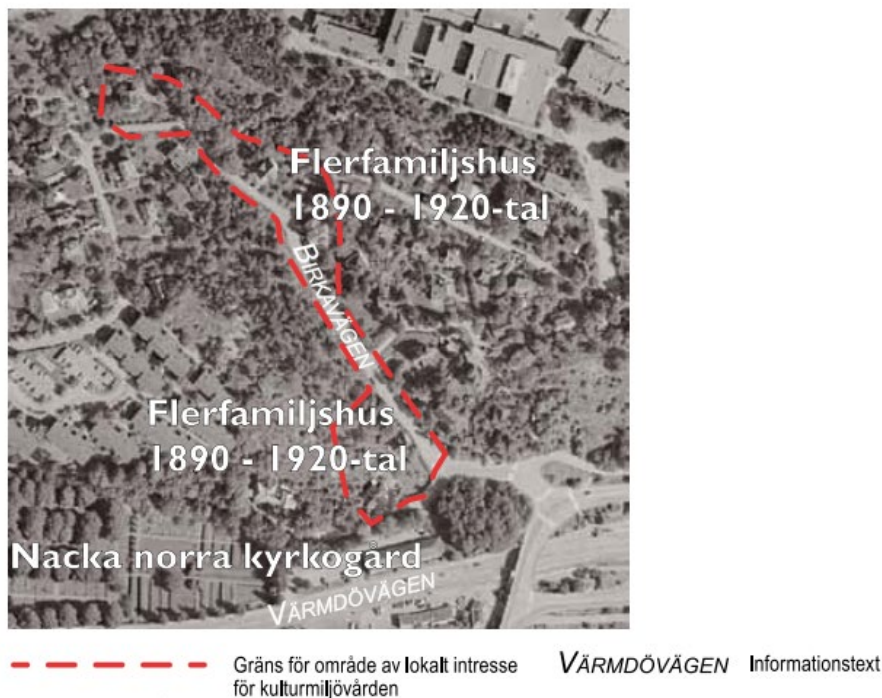 Flerfamiljshus
1890 - 1920-tal
BIRKAVÄGEN
Flerfamiljshus
1890 - 1920-tal
Nacka norra kyrkogård
VÄRMDÖVÄGEN
Gräns för område av lokalt intresse
för kulturmiljövården
VÄRMDÖVÄGEN Informationstext